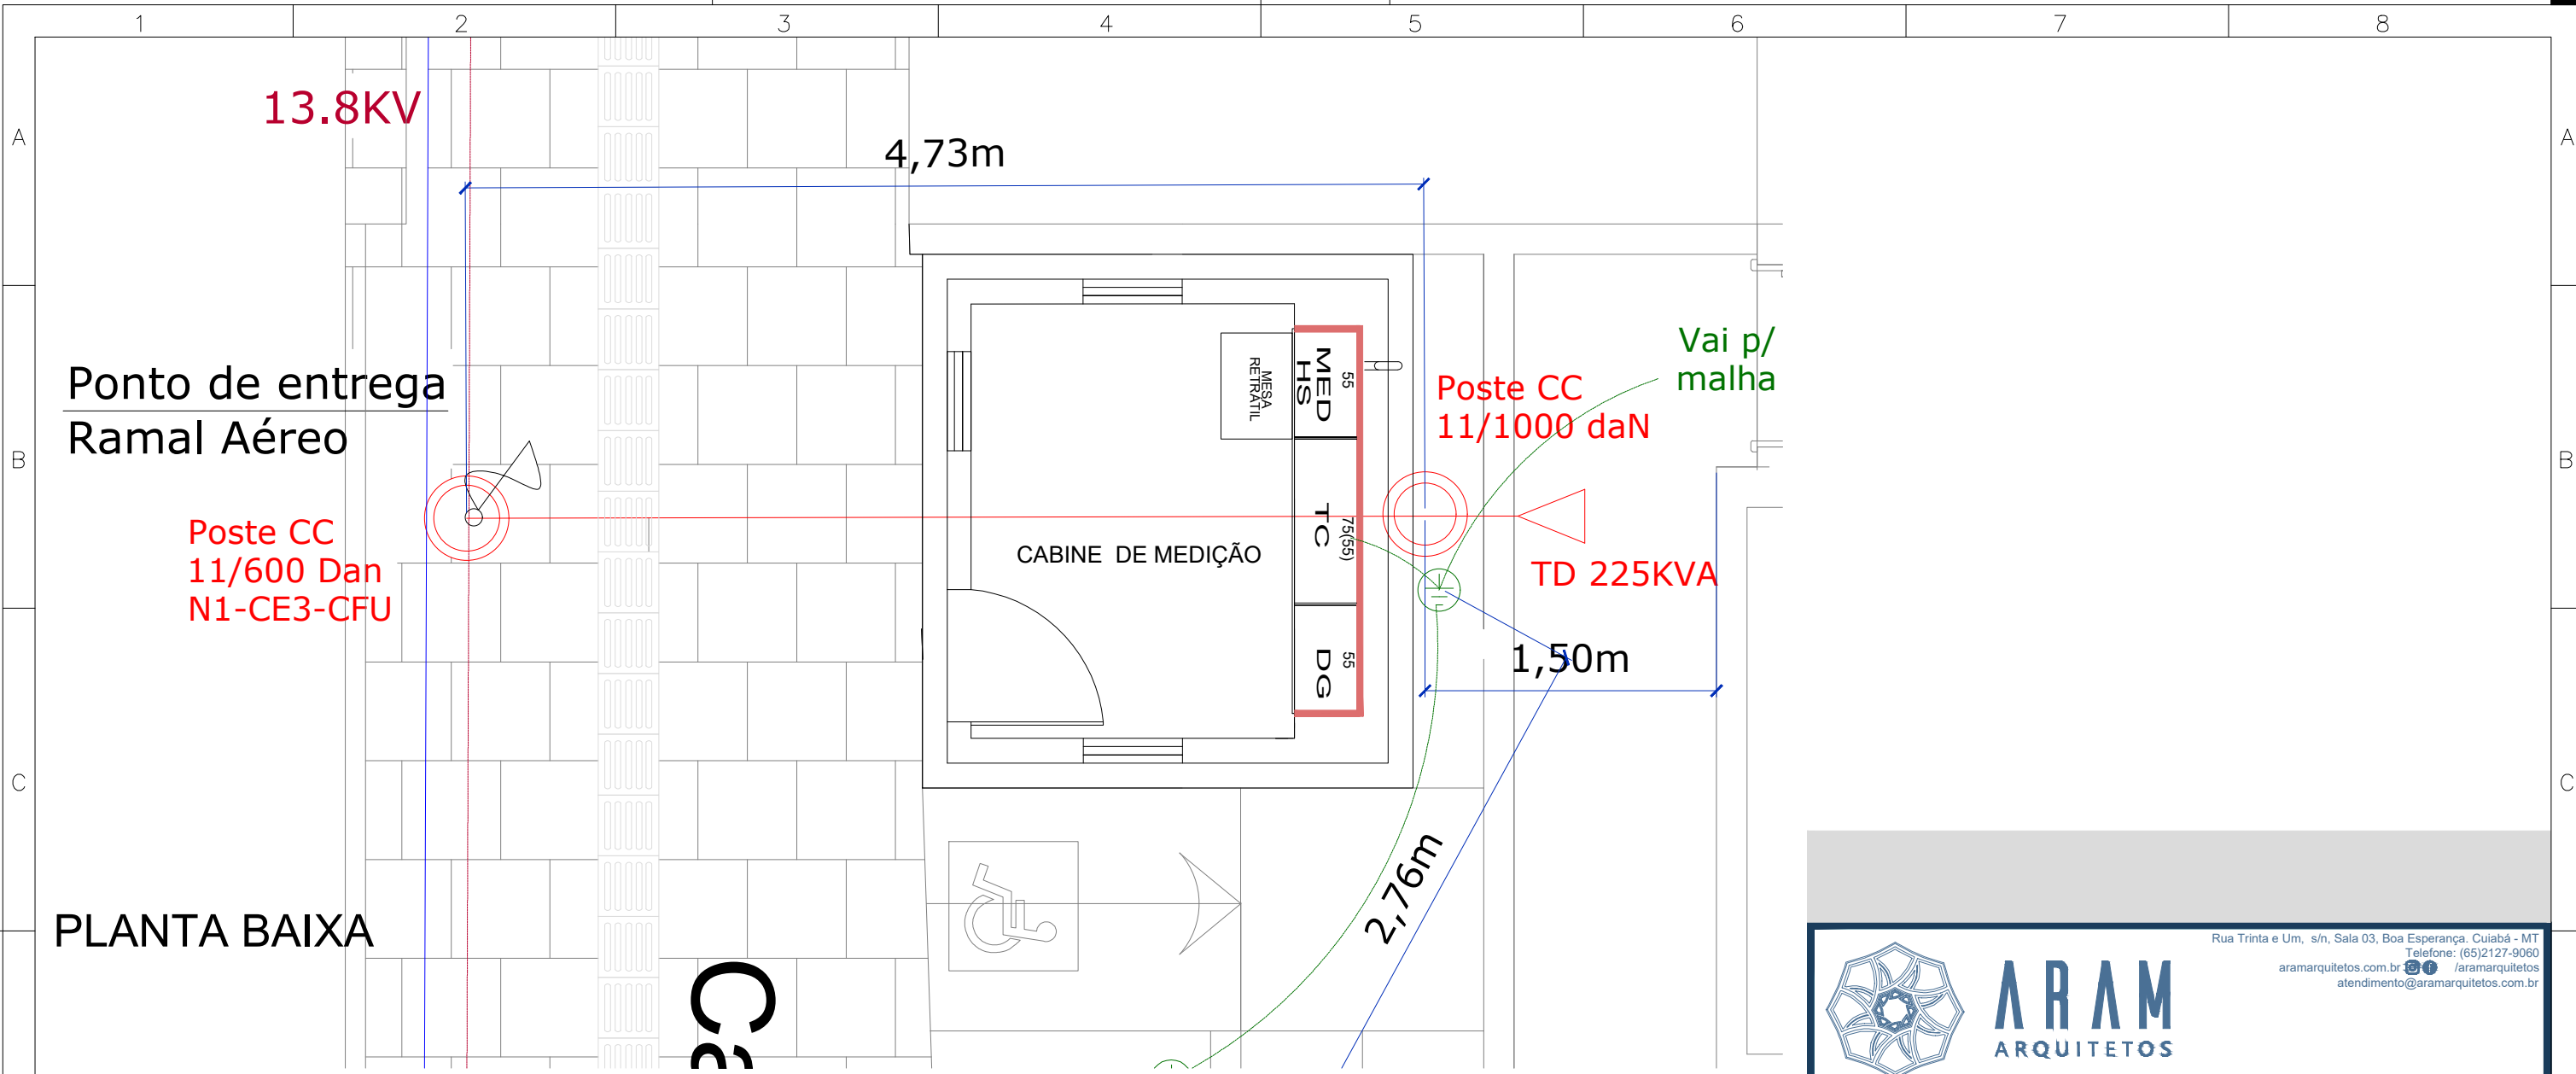 1 2 3 4 5 6 7 8
A A
13.8KV
4,73m
Ponto de entrega
Ramal Aéreo
B B
Poste CC
11/600 Dan
N1-CE3-CFU
MESA
RETRÁTIL
MED
HS
55
TC
75(55)
DG
55
CABINE DE MEDIÇÃO
Poste CC
11/1000 daN
Vai p/
malha
TD 225KVA
1,50m
C C
2,76m
PLANTA BAIXA
Ca
Rua Trinta e Um, s/n, Sala 03, Boa Esperança. Cuiabá - MT
Telefone: (65)2127-9060
aramarquitetos.com.br /aramarquitetos
atendimento@aramarquitetos.com.br
ARAM
ARQUITETOS